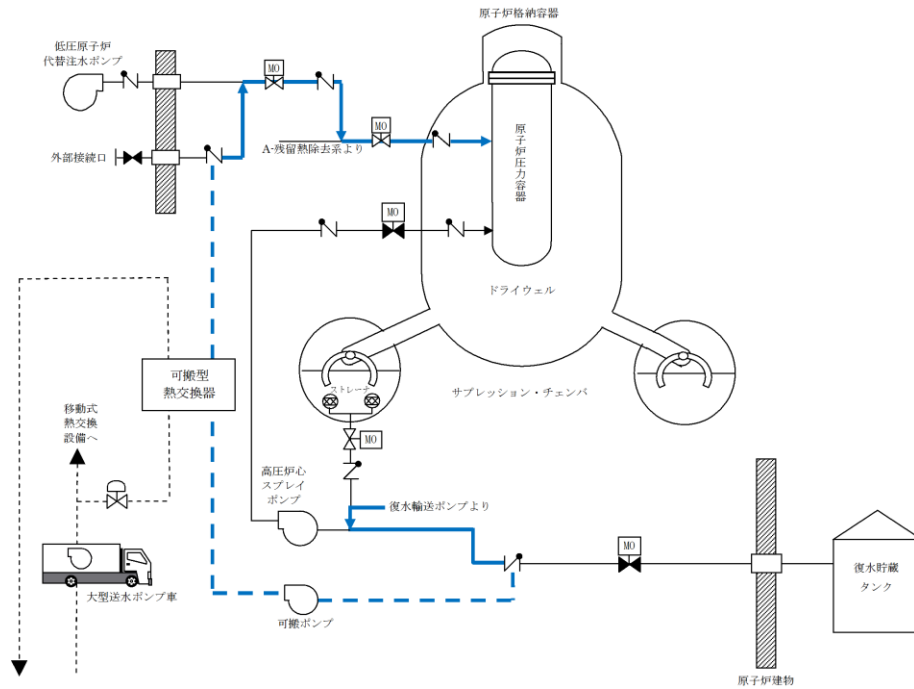 原子炉格納容器
低圧原子炉
代替注水ポンプ
MO
MO
A-残留熱除去系より
外部接続口
原子炉圧力容器
MO
ドライウェル
ストレーナ
サプレッション・チェンバ
可搬型
熱交換器
移動式
熱交換
設備へ
MO
高圧炉心
スプレイ
ポンプ
復水輸送ポンプより
MO
復水貯蔵
タンク
大型送水ポンプ車
可搬ポンプ
原子炉建物